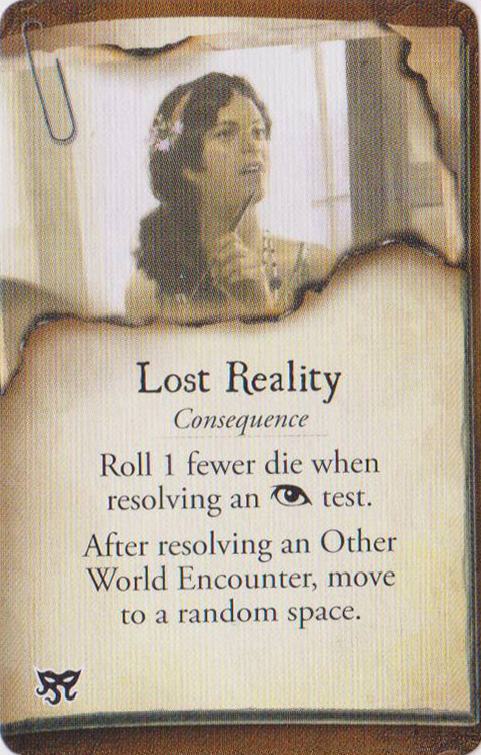 Lost Reality
Consequence
Roll 1 fewer die when
resolving an test.
After resolving an Other
World Encounter, move
to a random space.